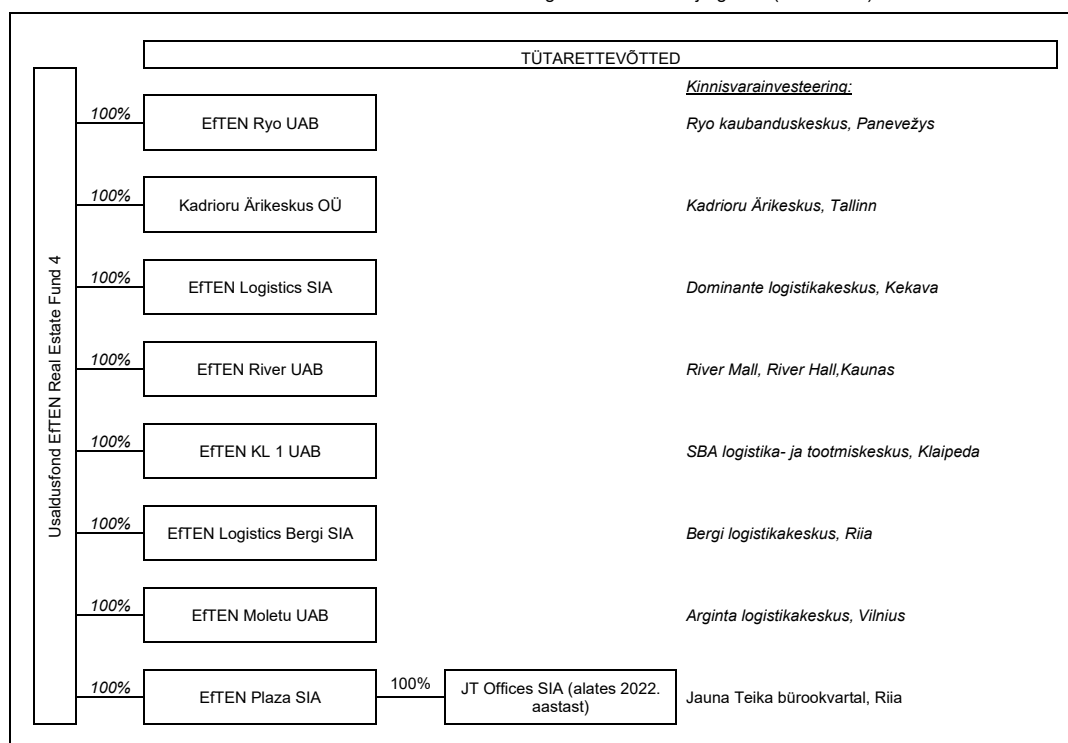 TÜTARETTEVÕTTED
Kinnisvarainvesteering:
Usaldusfond EfTEN Real Estate Fund 4
100%
EfTEN Ryo UAB
Ryo kaubanduskeskus, Panevežys
100%
Kadrioru Ärikeskus OÜ
Kadrioru Ärikeskus, Tallinn
100%
EfTEN Logistics SIA
Dominante logistikakeskus, Kekava
100%
EfTEN River UAB
River Mall, River Hall,Kaunas
100%
EfTEN KL 1 UAB
SBA logistika- ja tootmiskeskus, Klaipeda
100%
EfTEN Logistics Bergi SIA
Bergi logistikakeskus, Riia
100%
EfTEN Moletu UAB
Arginta logistikakeskus, Vilnius
100%
EfTEN Plaza SIA
100%
JT Offices SIA (alates 2022.
aastast)
Jauna Teika bürookvartal, Riia